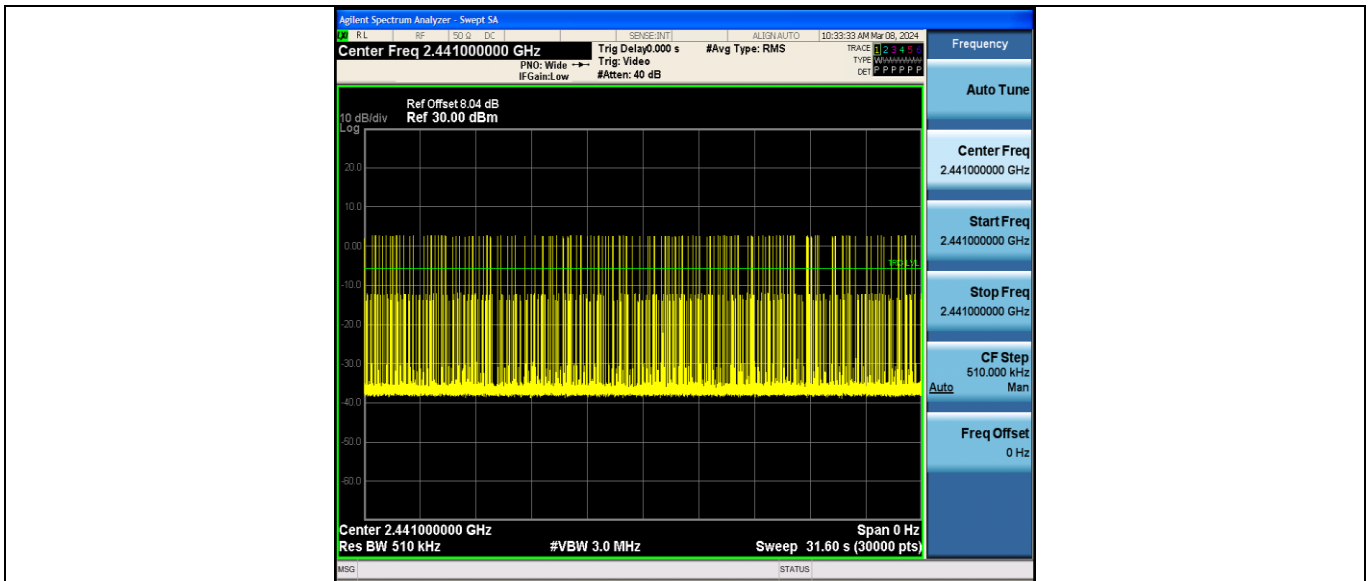 Agilent Spectrum Analyzer - Swept SA
RL RF 50 Ω DC SENSE:INT ALIGN AUTO 10:33:33 AM Mar 08, 2024
Center Freq 2.441000000 GHz
PNO: Wide
IFGain:Low
Trig Delay0.000 s
Trig: Video
#Atten: 40 dB
#Avg Type: RMS
TRACE 1 2 3 4 5 6
TYPE
DET P P P P P P
Ref Offset 8.04 dB
10 dB/div Ref 30.00 dBm
Log
20.0
10.0
0.00
TRIG LVL
-10.0
-20.0
-30.0
-40.0
-50.0
-60.0
Center 2.441000000 GHz Span 0 Hz
Res BW 510 kHz #VBW 3.0 MHz Sweep 31.60 s (30000 pts)
MSG STATUS
Frequency
Auto Tune
Center Freq
2.441000000 GHz
Start Freq
2.441000000 GHz
Stop Freq
2.441000000 GHz
CF Step
510.000 kHz
Auto Man
Freq Offset
0 Hz